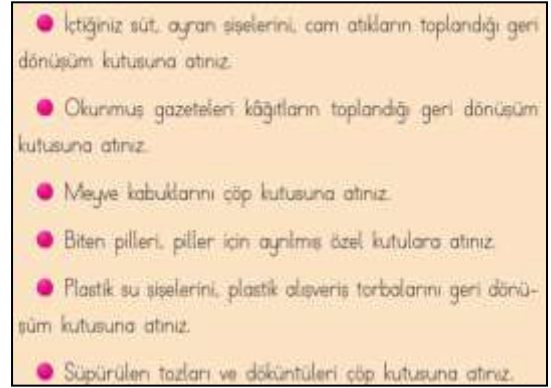 ● İçtiğiniz süt, ayran şişelerini, cam atıkların toplandığı geri
dönüşüm kutusuna atınız.
● Okunmuş gazeteleri kâğıtların toplandığı geri dönüşüm
kutusuna atınız.
● Meyve kabuklarını çöp kutusuna atınız.
● Biten pilleri, piller için ayrılmış özel kutulara atınız.
● Plastik su şişelerini, plastik alışveriş torbalarını geri dönü-
şüm kutusuna atınız.
● Süpürülen tozları ve döküntüleri çöp kutusuna atınız.